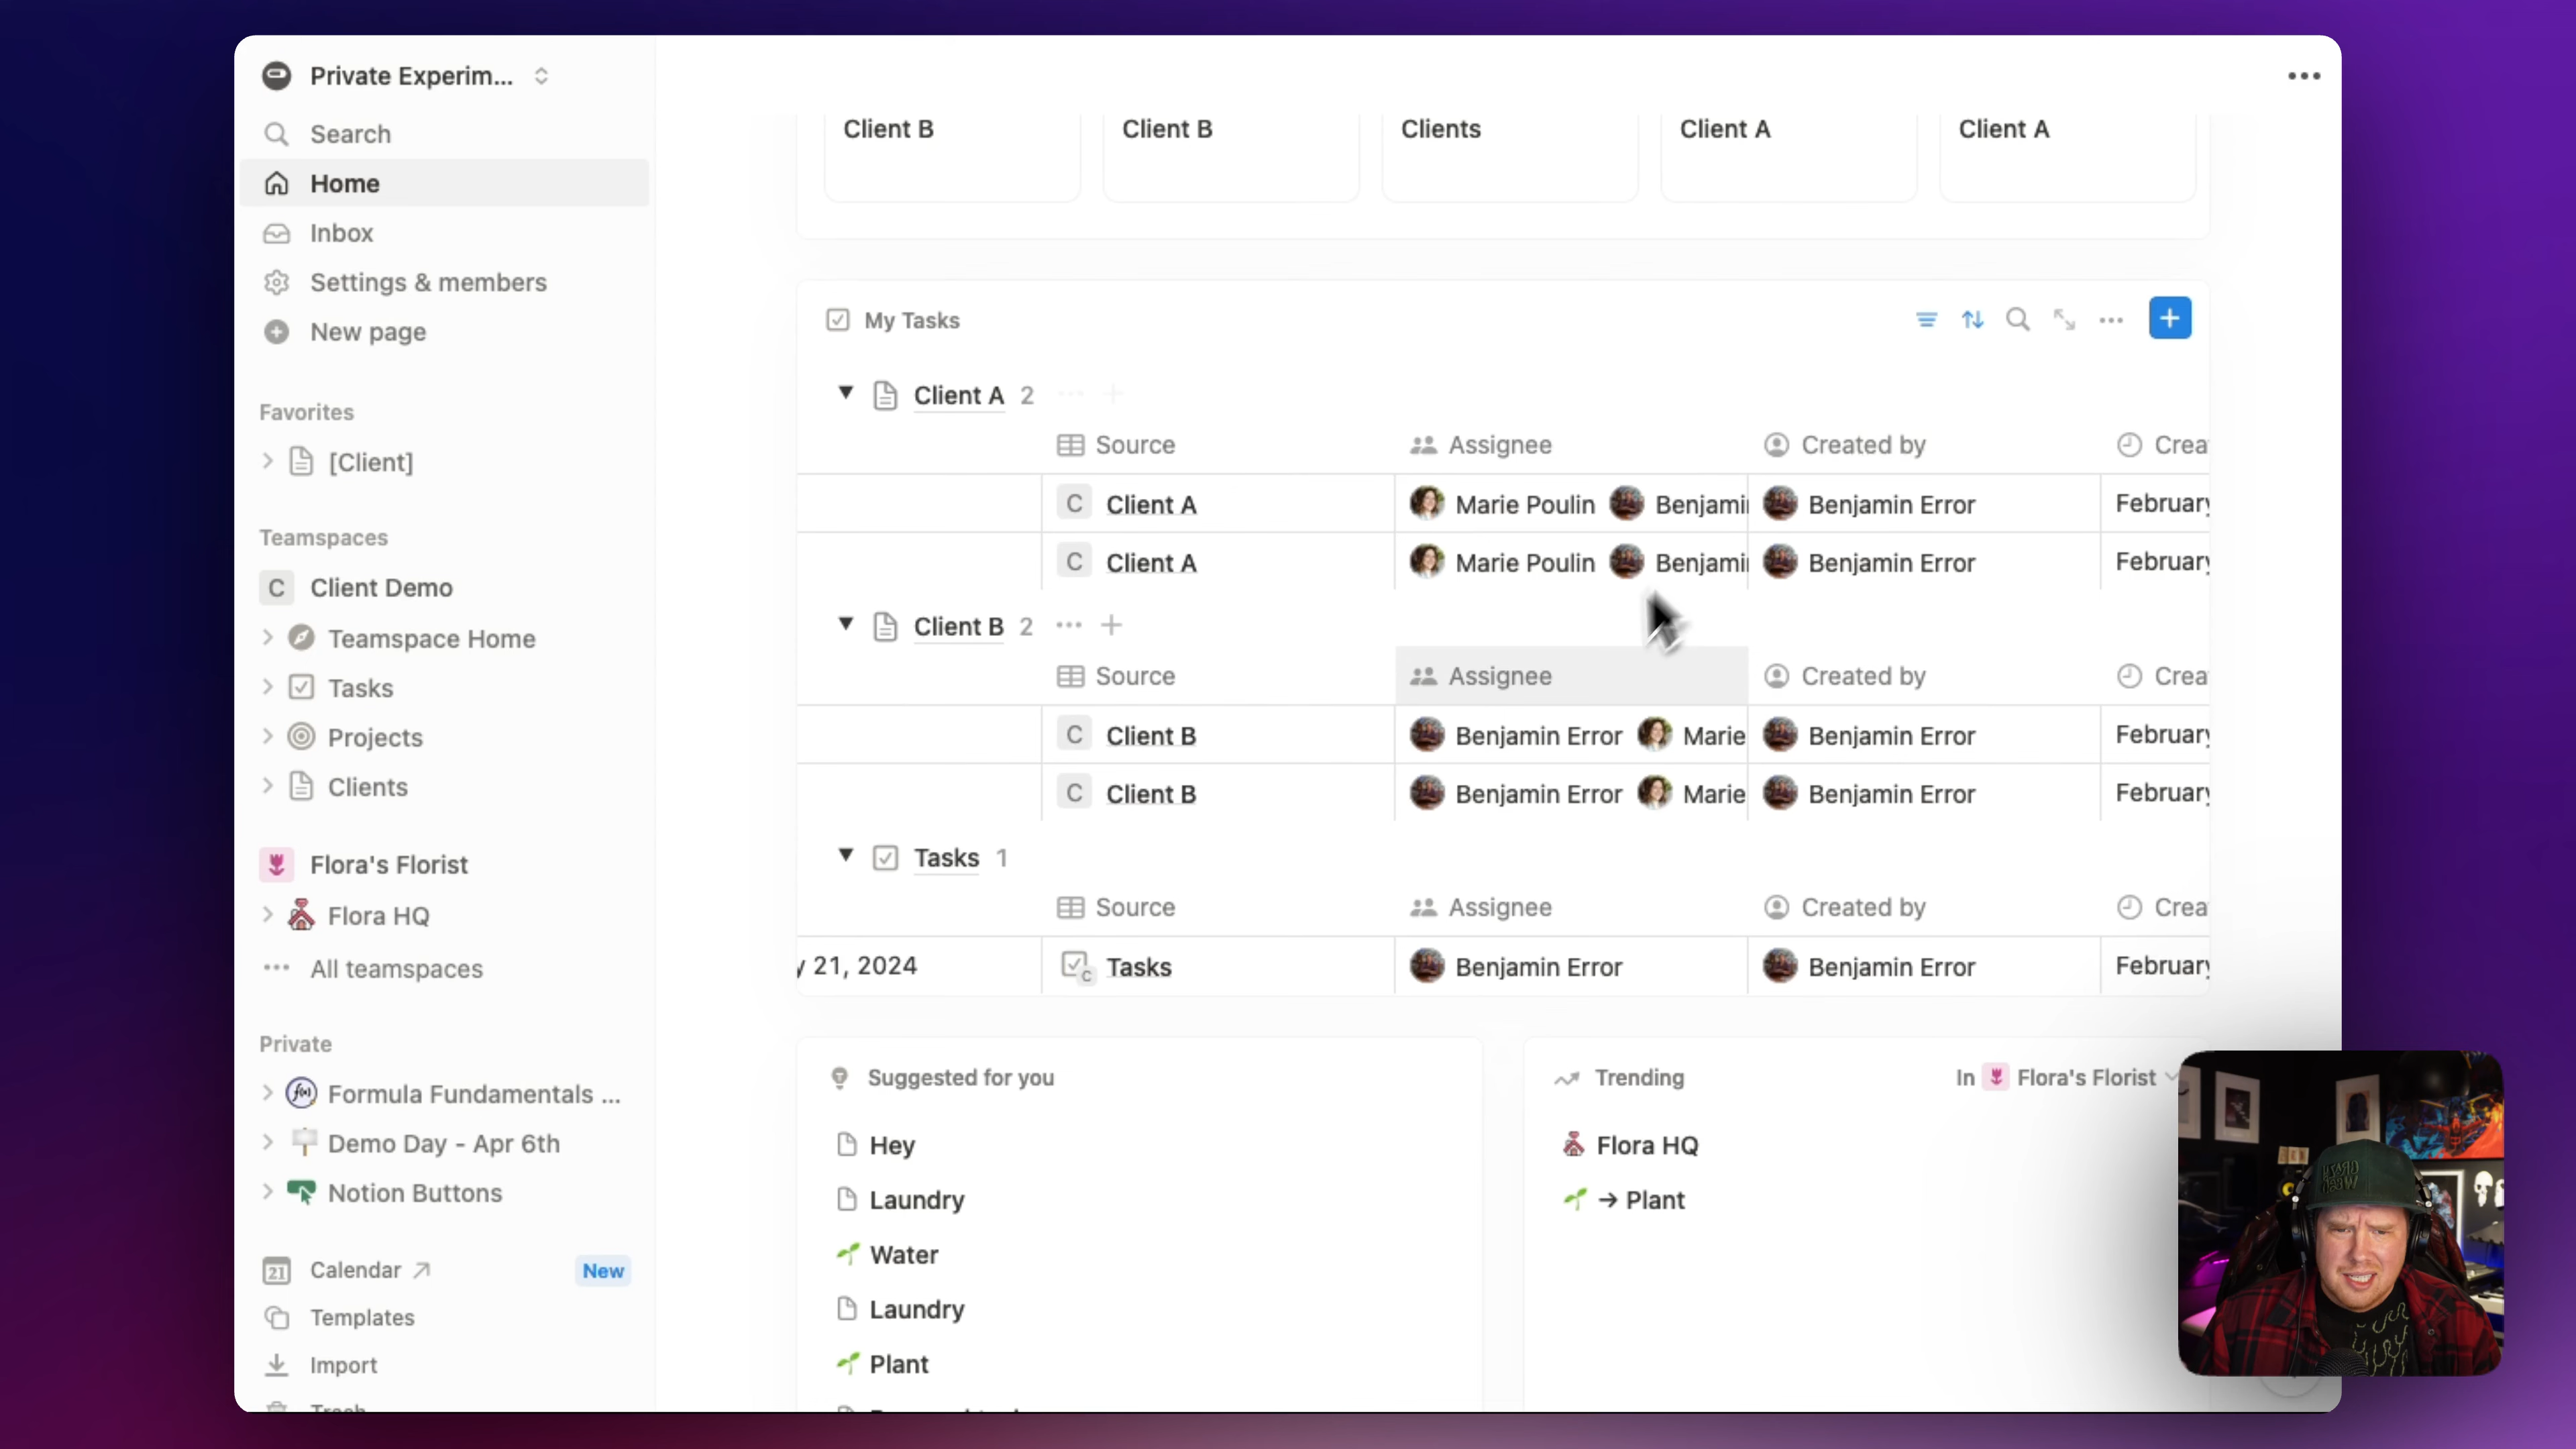 Private Experim...
Search
Home
Inbox
Settings & members
New page
Favorites
[Client]
Teamspaces
C Client Demo
Teamspace Home
Tasks
Projects
Clients
Flora's Florist
Flora HQ
All teamspaces
Private
Formula Fundamentals ...
Demo Day - Apr 6th
Notion Buttons
Calendar ↗ New
Templates
Import
Client B Client B Clients Client A Client A
My Tasks
Client A 2
Source Assignee Created by Crea
C Client A Marie Poulin Benjamin Benjamin Error February
C Client A Marie Poulin Benjamin Benjamin Error February
Client B 2
Source Assignee Created by Crea
C Client B Benjamin Error Marie Benjamin Error February
C Client B Benjamin Error Marie Benjamin Error February
Tasks 1
Source Assignee Created by Crea
y 21, 2024 C Tasks Benjamin Error Benjamin Error February
Suggested for you
Hey
Laundry
Water
Laundry
Plant
Trending In Flora's Florist
Flora HQ
→ Plant